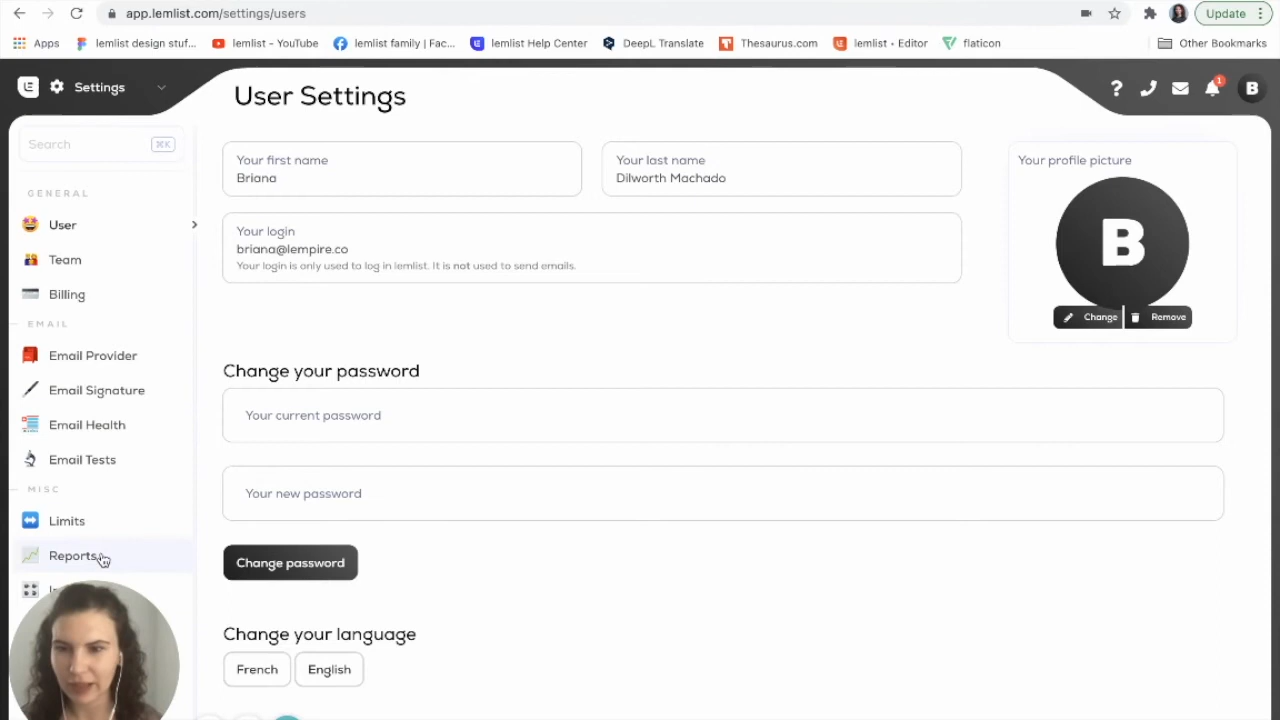 app.lemlist.com/settings/users
Update
Apps
lemlist design stuf...
lemlist - YouTube
lemlist family | Fac...
lemlist Help Center
DeepL Translate
Thesaurus.com
lemlist • Editor
flaticon
Other Bookmarks
Settings
User Settings
?
1
B
Search
⌘K
GENERAL
User
Team
Billing
EMAIL
Email Provider
Email Signature
Email Health
Email Tests
MISC
Limits
Reports
Your first name
Briana
Your last name
Dilworth Machado
Your login
briana@lempire.co
Your login is only used to log in lemlist. It is not used to send emails.
Your profile picture
B
Change
Remove
Change your password
Your current password
Your new password
Change password
Change your language
French
English